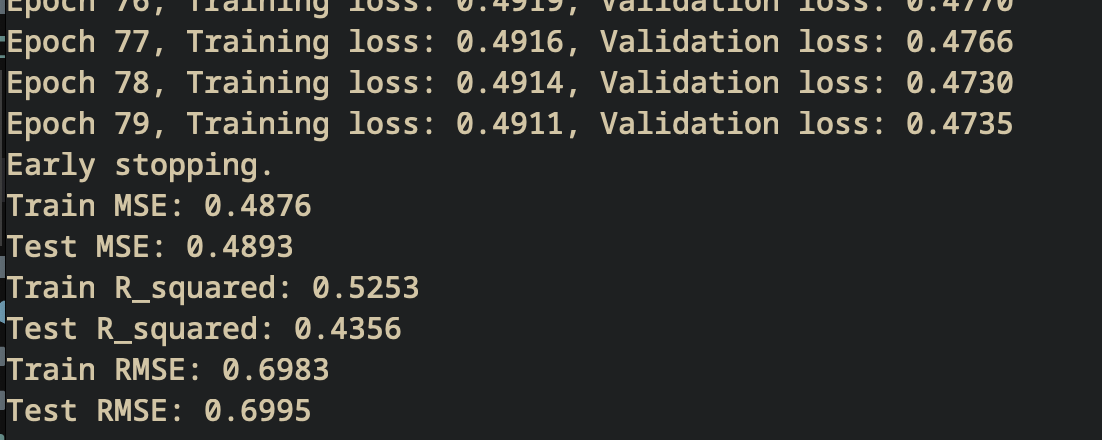 Epoch 76, Training loss: 0.4919, Validation loss: 0.4770
Epoch 77, Training loss: 0.4916, Validation loss: 0.4766
Epoch 78, Training loss: 0.4914, Validation loss: 0.4730
Epoch 79, Training loss: 0.4911, Validation loss: 0.4735
Early stopping.
Train MSE: 0.4876
Test MSE: 0.4893
Train R_squared: 0.5253
Test R_squared: 0.4356
Train RMSE: 0.6983
Test RMSE: 0.6995